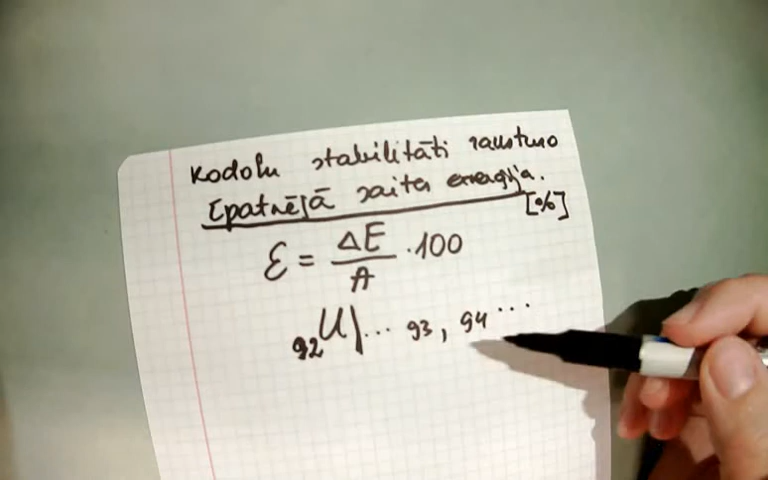 Kodolu stabilitāti raksturo
Īpatnējā saites enerģija.
[%]
ε = ΔE/A · 100
₉₂U | ... 93, 94 ...